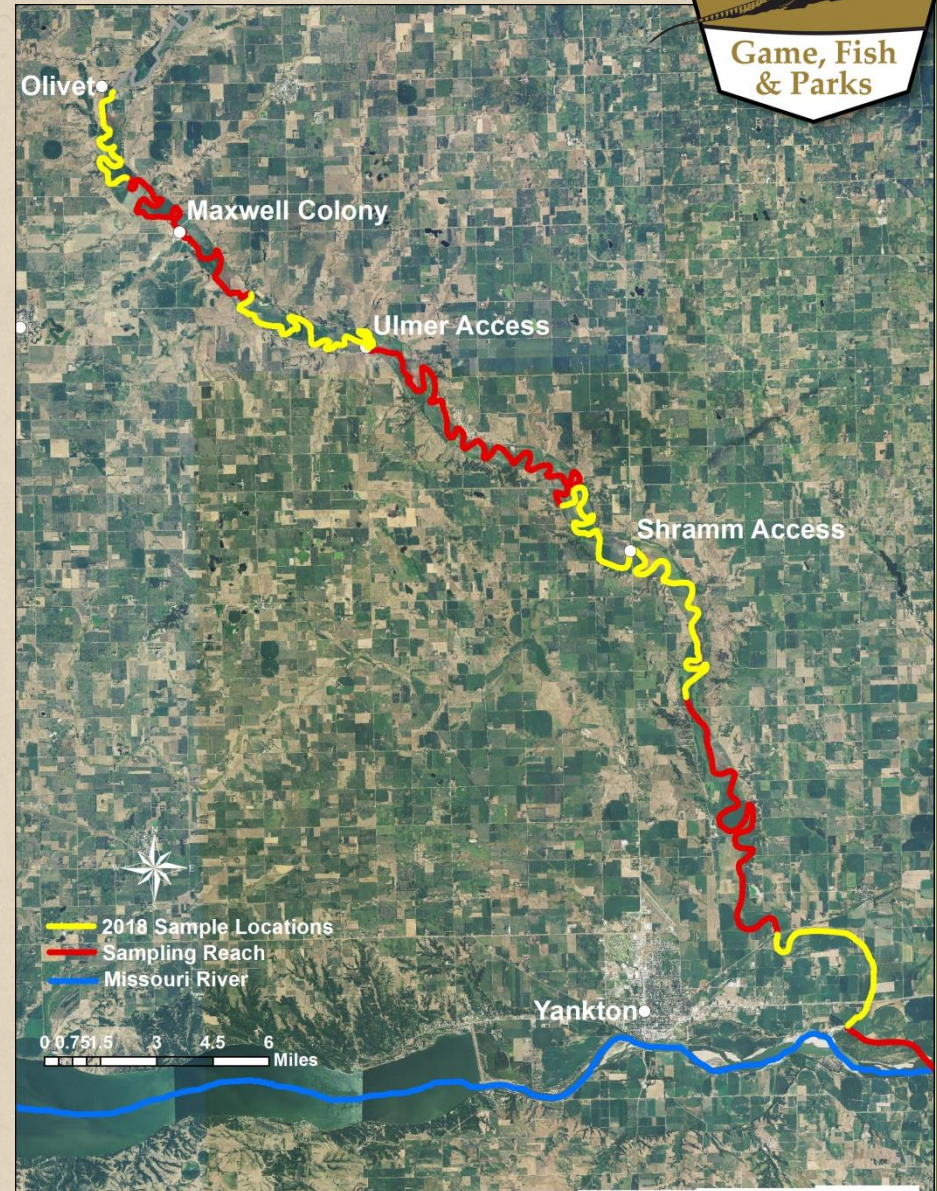 Game, Fish
& Parks
Olivet
Maxwell Colony
Ulmer Access
Shramm Access
2018 Sample Locations
Sampling Reach
Missouri River
Yankton
0 0.75 1.5 3 4.5 6
Miles